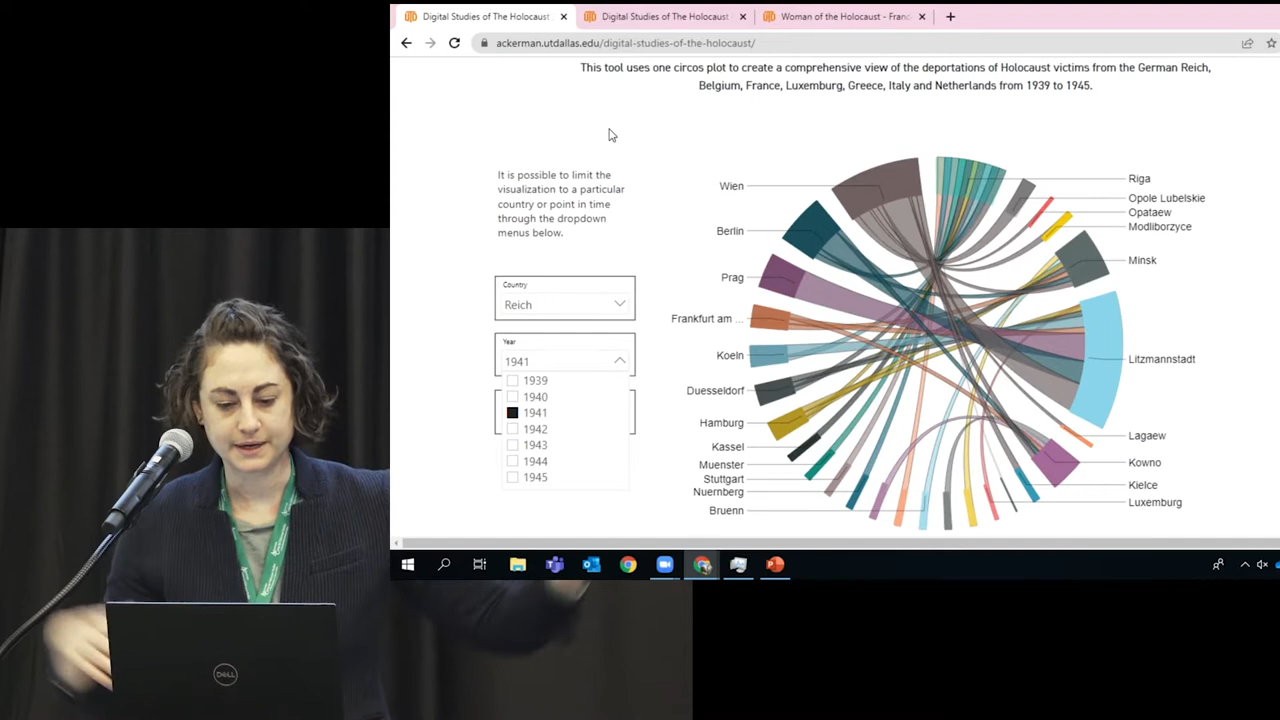 Digital Studies of The Holocaust
Digital Studies of The Holocaust
Woman of the Holocaust - Franc
ackerman.utdallas.edu/digital-studies-of-the-holocaust/
This tool uses one circos plot to create a comprehensive view of the deportations of Holocaust victims from the German Reich,
Belgium, France, Luxemburg, Greece, Italy and Netherlands from 1939 to 1945.
It is possible to limit the
visualization to a particular
country or point in time
through the dropdown
menus below.
Country
Reich
Year
1941
1939
1940
1941
1942
1943
1944
1945
Wien
Berlin
Prag
Frankfurt am ...
Koeln
Duesseldorf
Hamburg
Kassel
Muenster
Stuttgart
Nuernberg
Bruenn
Riga
Opole Lubelskie
Opataew
Modliborzyce
Minsk
Litzmannstadt
Lagaew
Kowno
Kielce
Luxemburg
DELL